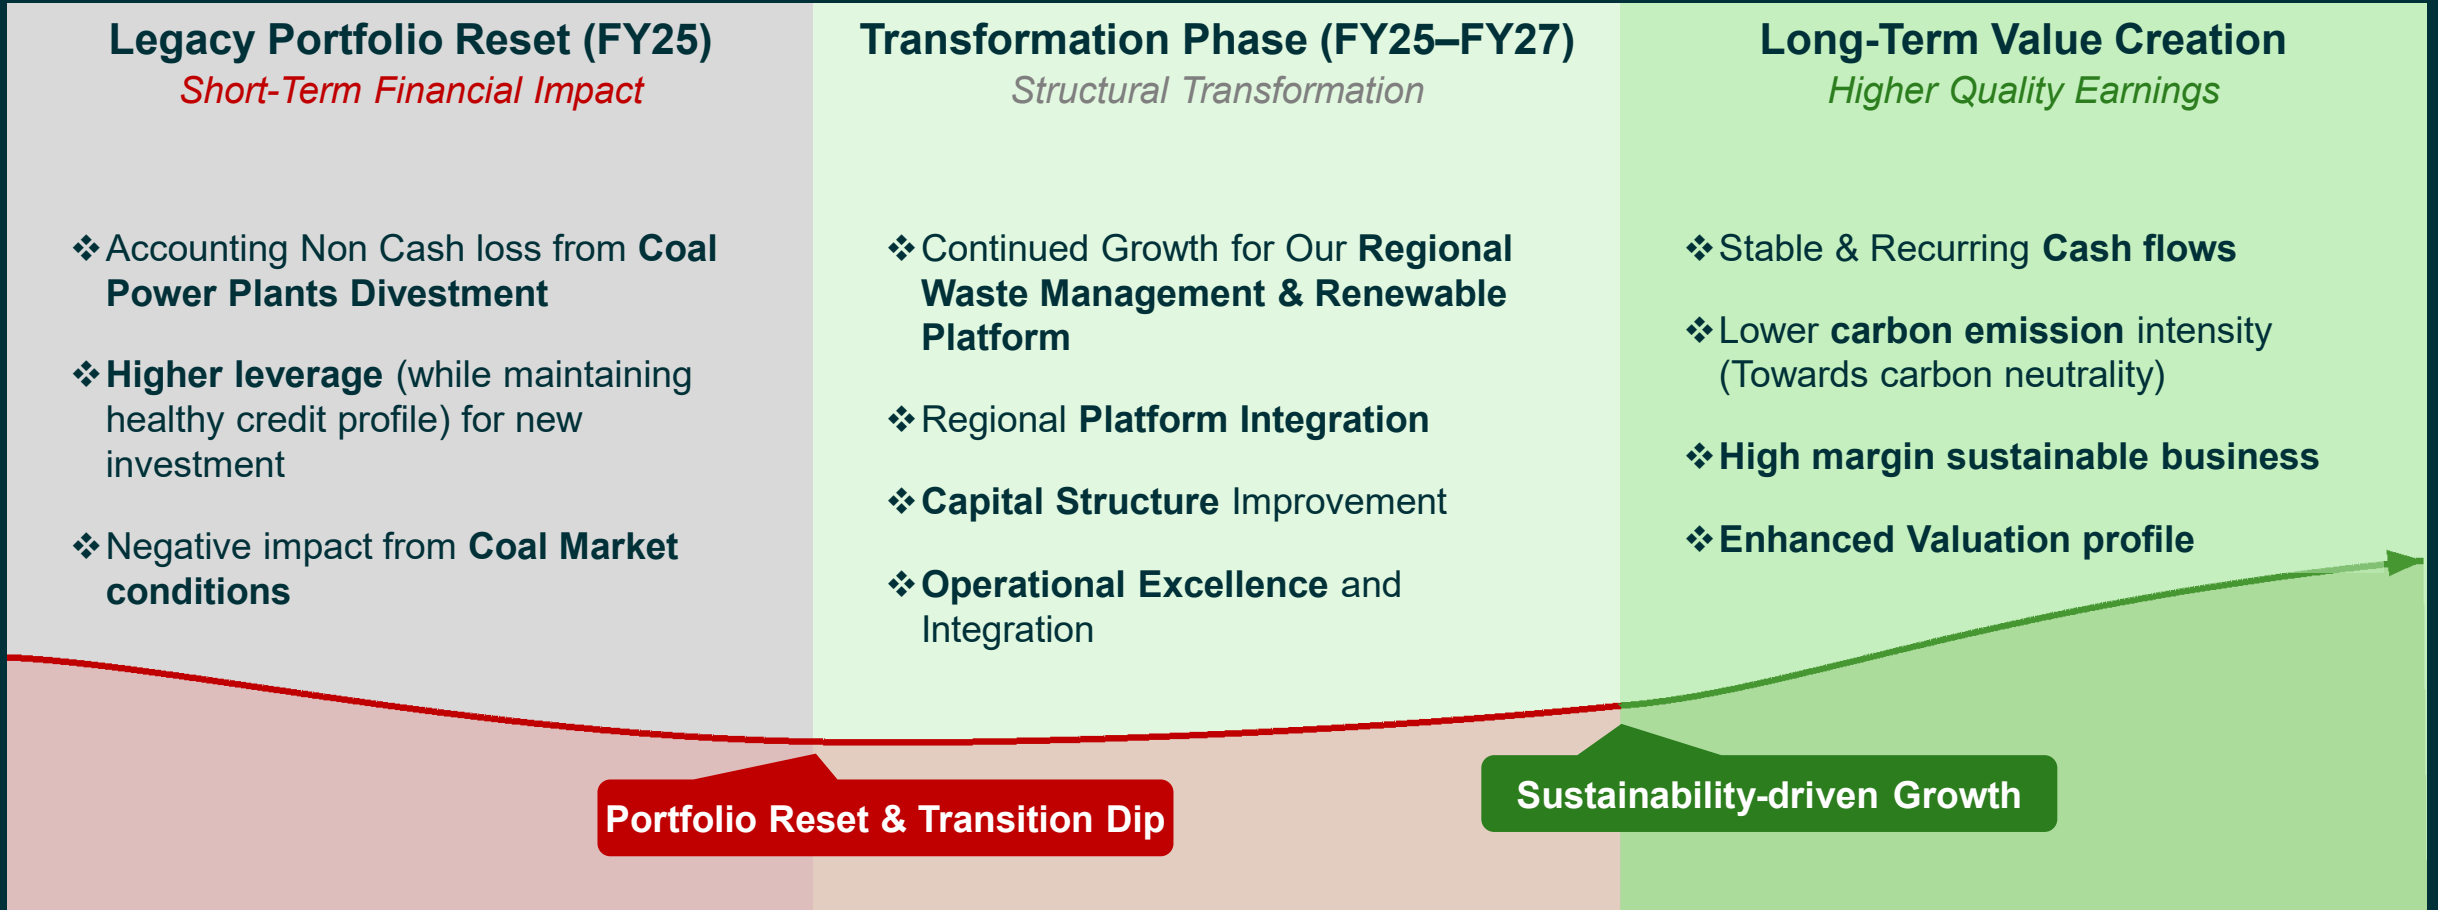 Legacy Portfolio Reset (FY25)
Short-Term Financial Impact
❖Accounting Non Cash loss from Coal
Power Plants Divestment
❖Higher leverage (while maintaining
healthy credit profile) for new
investment
❖Negative impact from Coal Market
conditions
Transformation Phase (FY25–FY27)
Structural Transformation
❖Continued Growth for Our Regional
Waste Management & Renewable
Platform
❖Regional Platform Integration
❖Capital Structure Improvement
❖Operational Excellence and
Integration
Long-Term Value Creation
Higher Quality Earnings
❖Stable & Recurring Cash flows
❖Lower carbon emission intensity
(Towards carbon neutrality)
❖High margin sustainable business
❖Enhanced Valuation profile
Portfolio Reset & Transition Dip
Sustainability-driven Growth